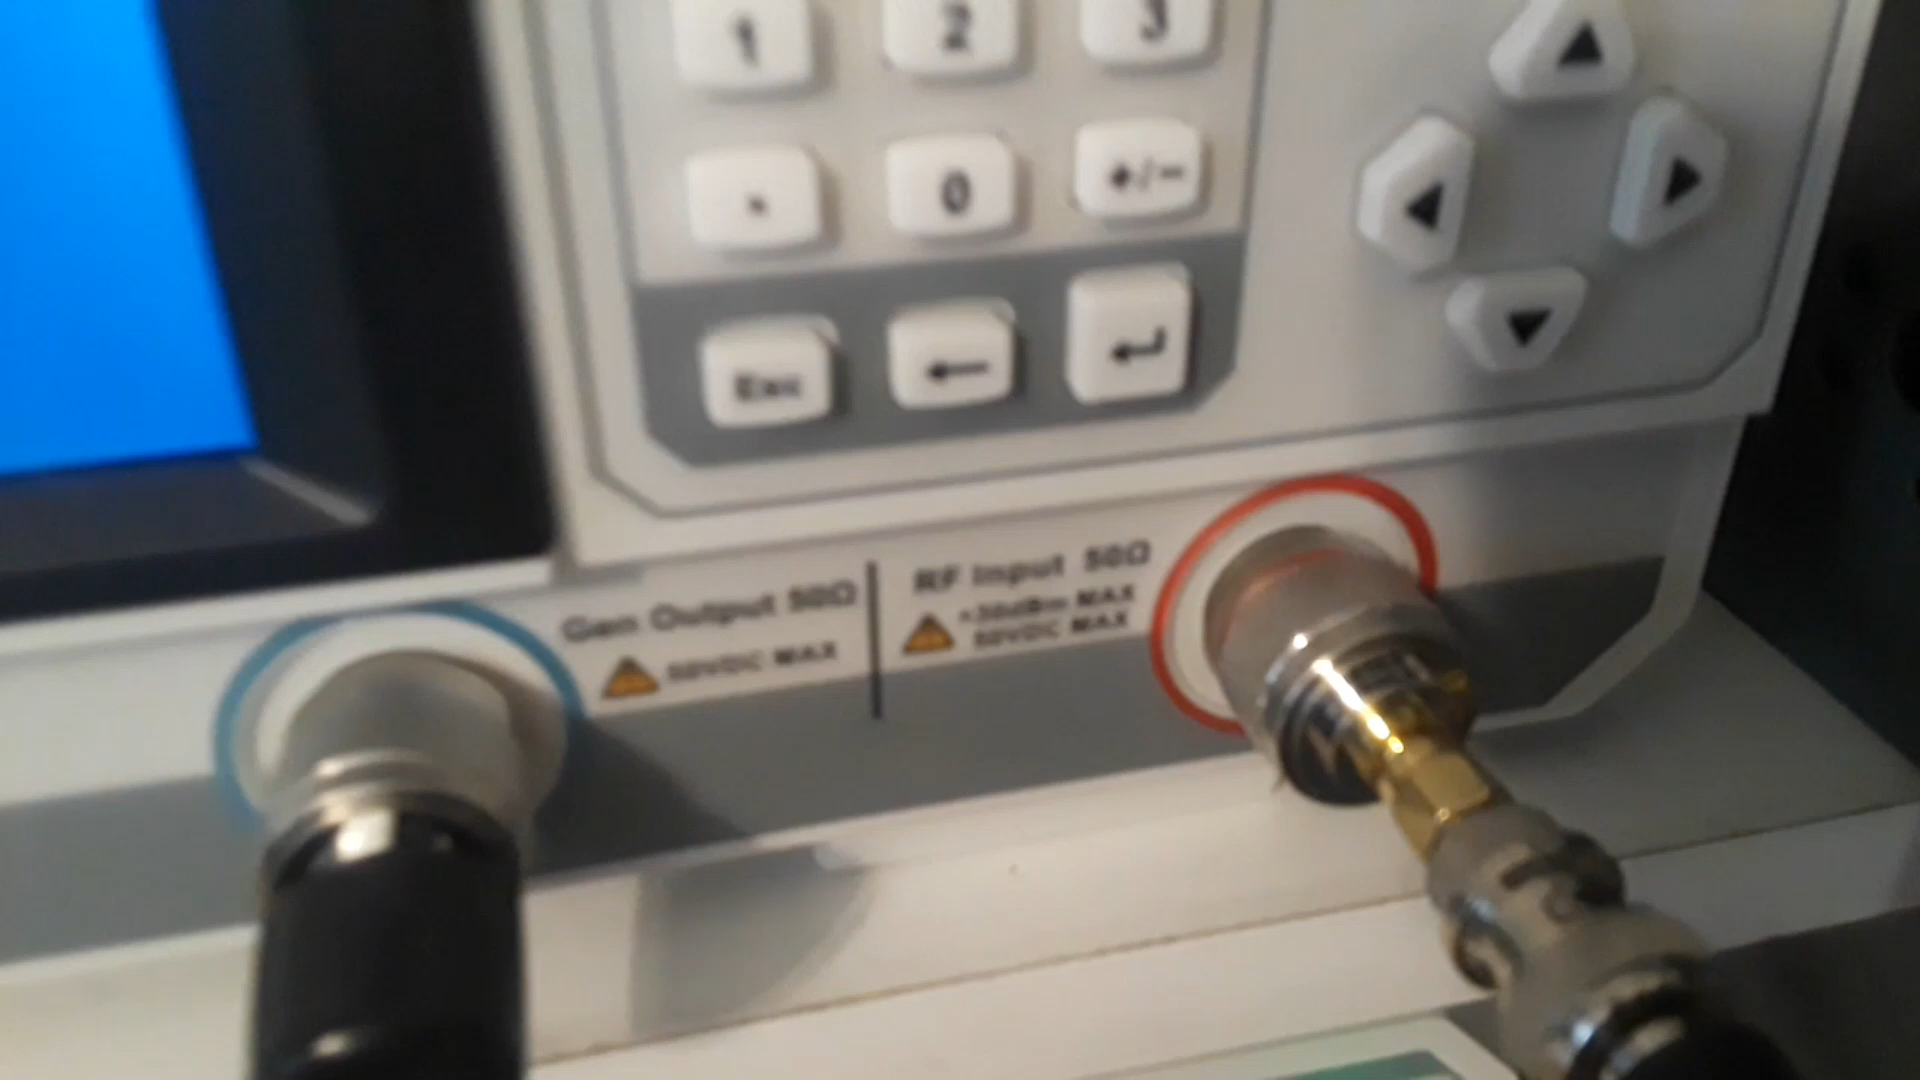 1 2 3
. 0 +/-
Esc
Gen Output 50Ω
50VDC MAX
RF Input 50Ω
+30dBm MAX
50VDC MAX